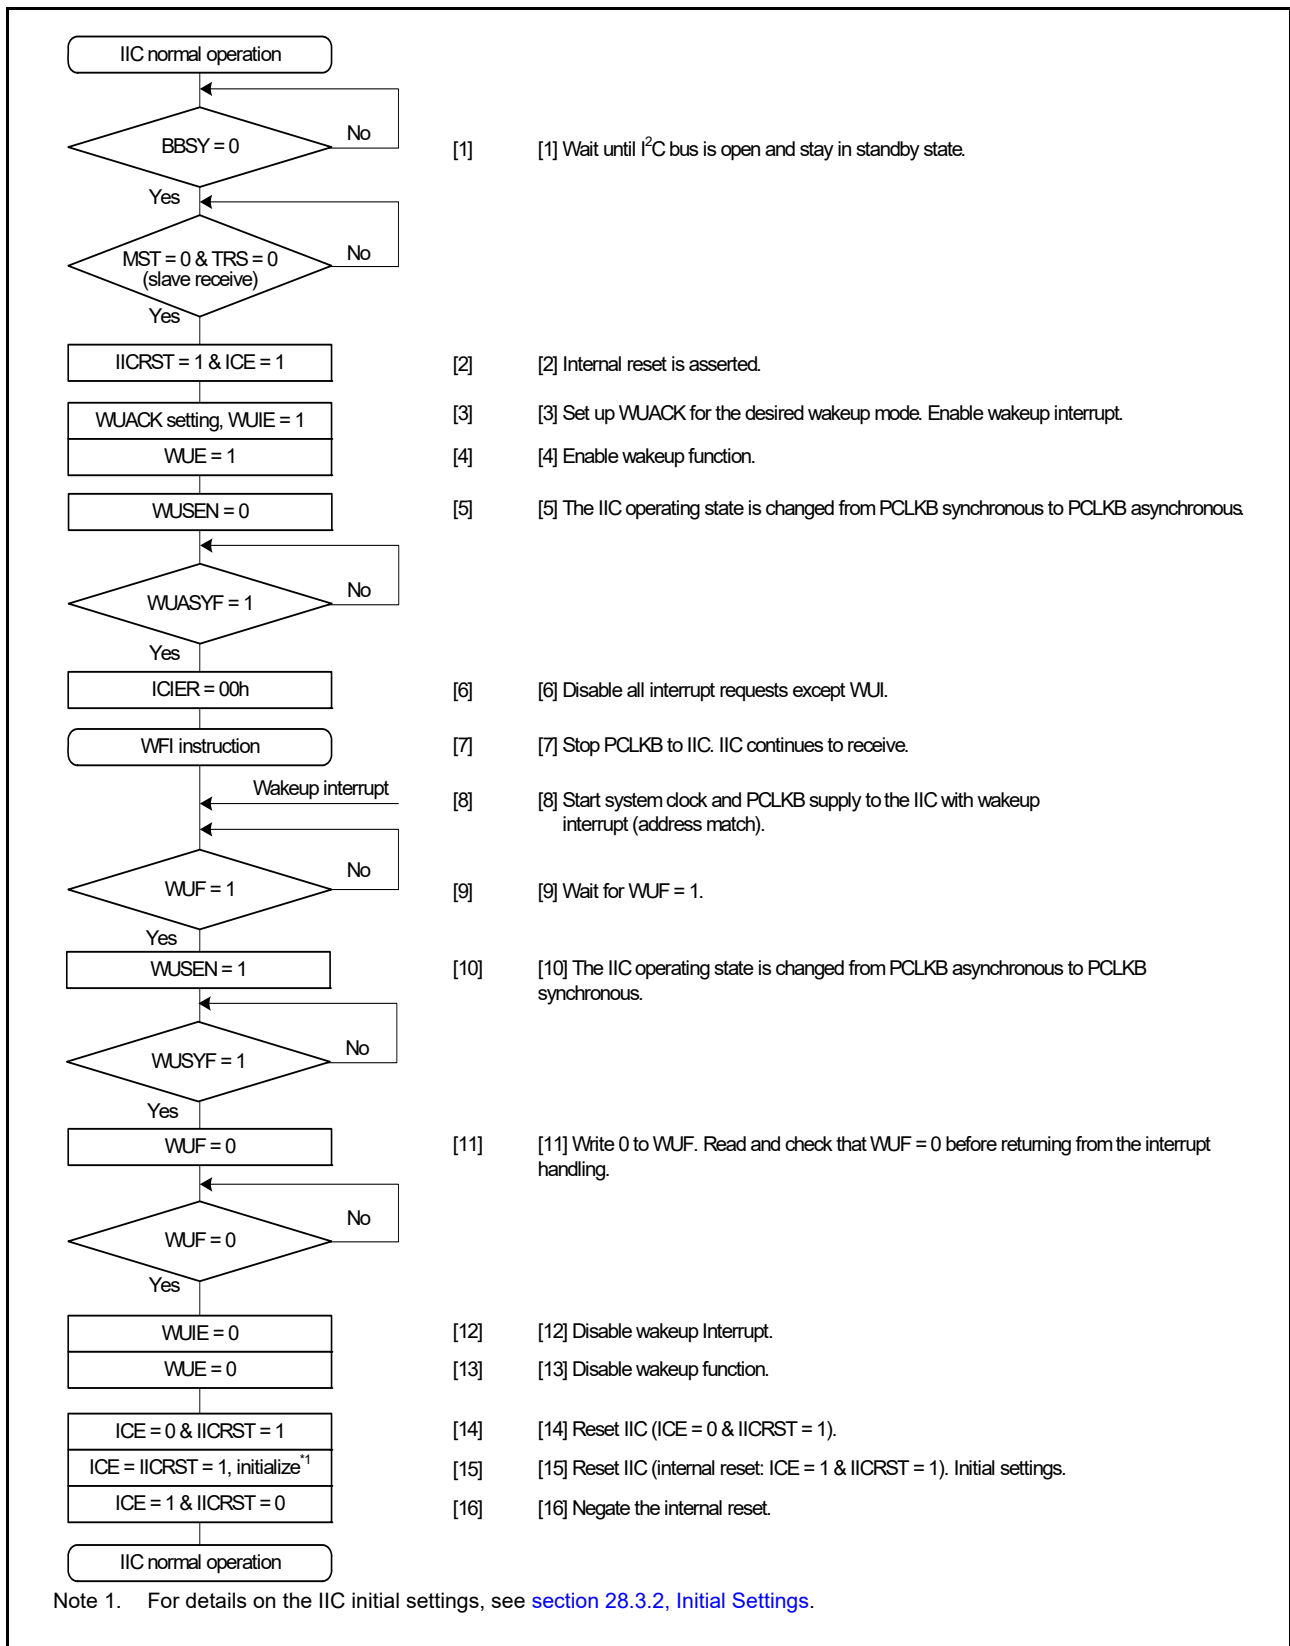 IIC normal operation
BBSY = 0
No
[1] [1] Wait until I²C bus is open and stay in standby state.
Yes
MST = 0 & TRS = 0
(slave receive)
No
Yes
IICRST = 1 & ICE = 1 [2] [2] Internal reset is asserted.
WUACK setting, WUIE = 1 [3] [3] Set up WUACK for the desired wakeup mode. Enable wakeup interrupt.
WUE = 1 [4] [4] Enable wakeup function.
WUSEN = 0 [5] [5] The IIC operating state is changed from PCLKB synchronous to PCLKB asynchronous.
WUASYF = 1
No
Yes
ICIER = 00h [6] [6] Disable all interrupt requests except WUI.
WFI instruction [7] [7] Stop PCLKB to IIC. IIC continues to receive.
Wakeup interrupt [8] [8] Start system clock and PCLKB supply to the IIC with wakeup
interrupt (address match).
No
WUF = 1 [9] [9] Wait for WUF = 1.
Yes
WUSEN = 1 [10] [10] The IIC operating state is changed from PCLKB asynchronous to PCLKB
synchronous.
No
WUSYF = 1
Yes
WUF = 0 [11] [11] Write 0 to WUF. Read and check that WUF = 0 before returning from the interrupt
handling.
No
WUF = 0
Yes
WUIE = 0 [12] [12] Disable wakeup Interrupt.
WUE = 0 [13] [13] Disable wakeup function.
ICE = 0 & IICRST = 1 [14] [14] Reset IIC (ICE = 0 & IICRST = 1).
ICE = IICRST = 1, initialize*1 [15] [15] Reset IIC (internal reset: ICE = 1 & IICRST = 1). Initial settings.
ICE = 1 & IICRST = 0 [16] [16] Negate the internal reset.
IIC normal operation
Note 1. For details on the IIC initial settings, see section 28.3.2, Initial Settings.